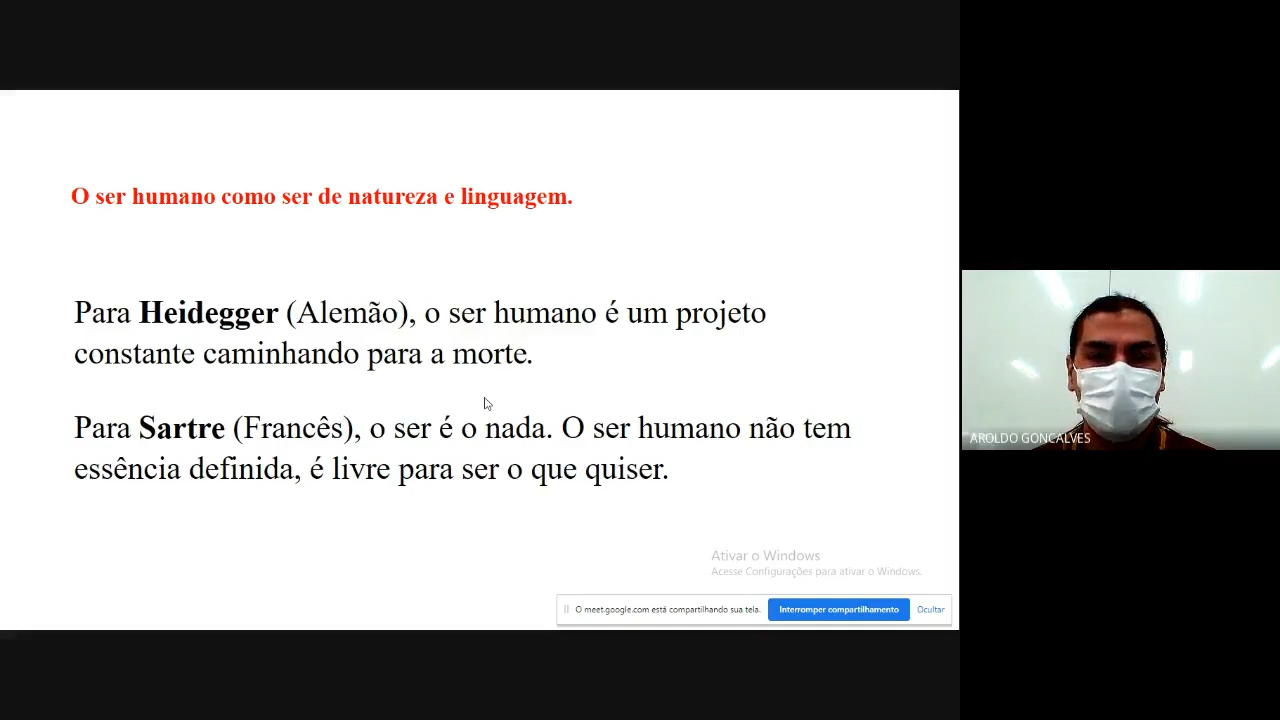 O ser humano como ser de natureza e linguagem.
Para Heidegger (Alemão), o ser humano é um projeto
constante caminhando para a morte.
Para Sartre (Francês), o ser é o nada. O ser humano não tem
essência definida, é livre para ser o que quiser.
AROLDO GONCALVES
Ativar o Windows
Acesse Configurações para ativar o Windows.
O meet.google.com está compartilhando sua tela.
Interromper compartilhamento
Ocultar